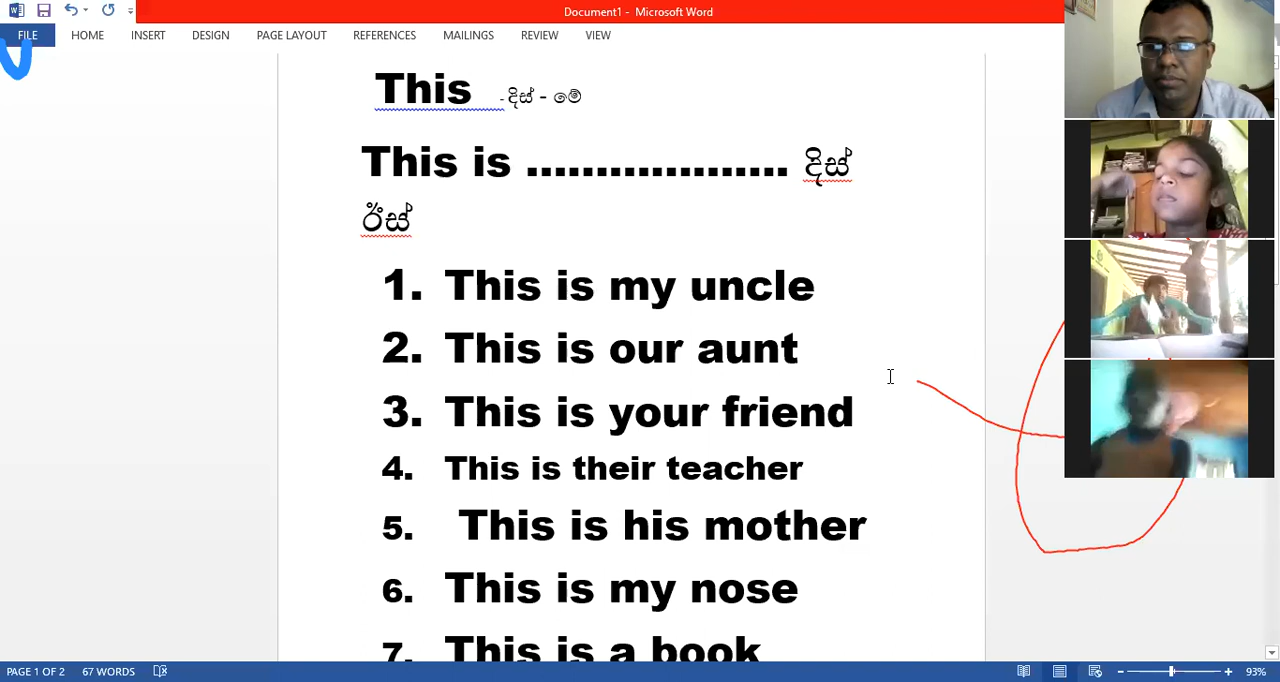 Document1 - Microsoft Word
FILE HOME INSERT DESIGN PAGE LAYOUT REFERENCES MAILINGS REVIEW VIEW
This - දිස් - මේ
This is .................. දිස්
ඊස්
1. This is my uncle
2. This is our aunt
3. This is your friend
4. This is their teacher
5. This is his mother
6. This is my nose
7. This is a book
PAGE 1 OF 2 67 WORDS 93%